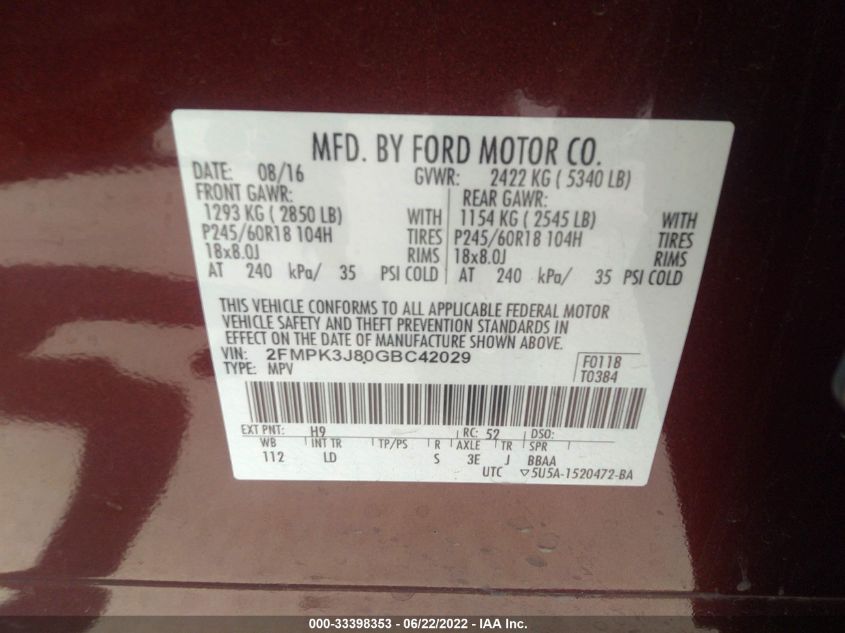 MFD. BY FORD MOTOR CO.
DATE: 08/16 GVWR: 2422 KG ( 5340 LB)
FRONT GAWR: REAR GAWR:
1293 KG ( 2850 LB) WITH 1154 KG ( 2545 LB) WITH
P245/60R18 104H TIRES P245/60R18 104H TIRES
18x8.0J RIMS 18x8.0J RIMS
AT 240 kPa/ 35 PSI COLD AT 240 kPa/ 35 PSI COLD
THIS VEHICLE CONFORMS TO ALL APPLICABLE FEDERAL MOTOR
VEHICLE SAFETY AND THEFT PREVENTION STANDARDS IN
EFFECT ON THE DATE OF MANUFACTURE SHOWN ABOVE.
VIN: 2FMPK3J80GBC42029 F0118
TYPE: MPV T0384
EXT PNT: H9 RC: 52 DSO:
WB INT TR TP/PS R AXLE TR SPR
112 LD S 3E J BBAA
UTC ▽5U5A-1520472-BA
000-33398353 - 06/22/2022 - IAA Inc.